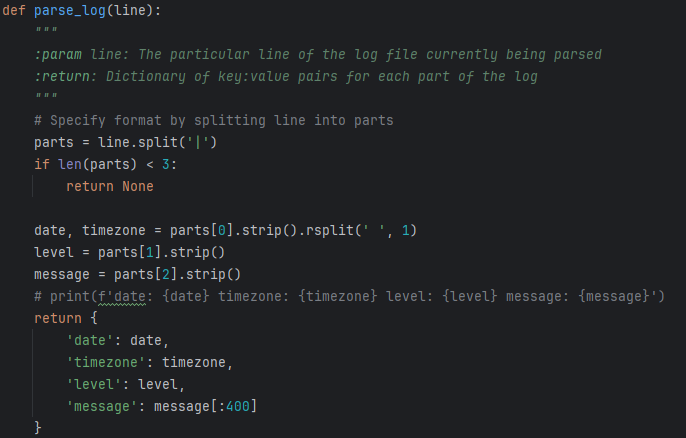 def parse_log(line):
    """
    :param line: The particular line of the log file currently being parsed
    :return: Dictionary of key:value pairs for each part of the log
    """
    # Specify format by splitting line into parts
    parts = line.split('|')
    if len(parts) < 3:
        return None

    date, timezone = parts[0].strip().rsplit(' ', 1)
    level = parts[1].strip()
    message = parts[2].strip()
    # print(f'date: {date} timezone: {timezone} level: {level} message: {message}')
    return {
        'date': date,
        'timezone': timezone,
        'level': level,
        'message': message[:400]
    }